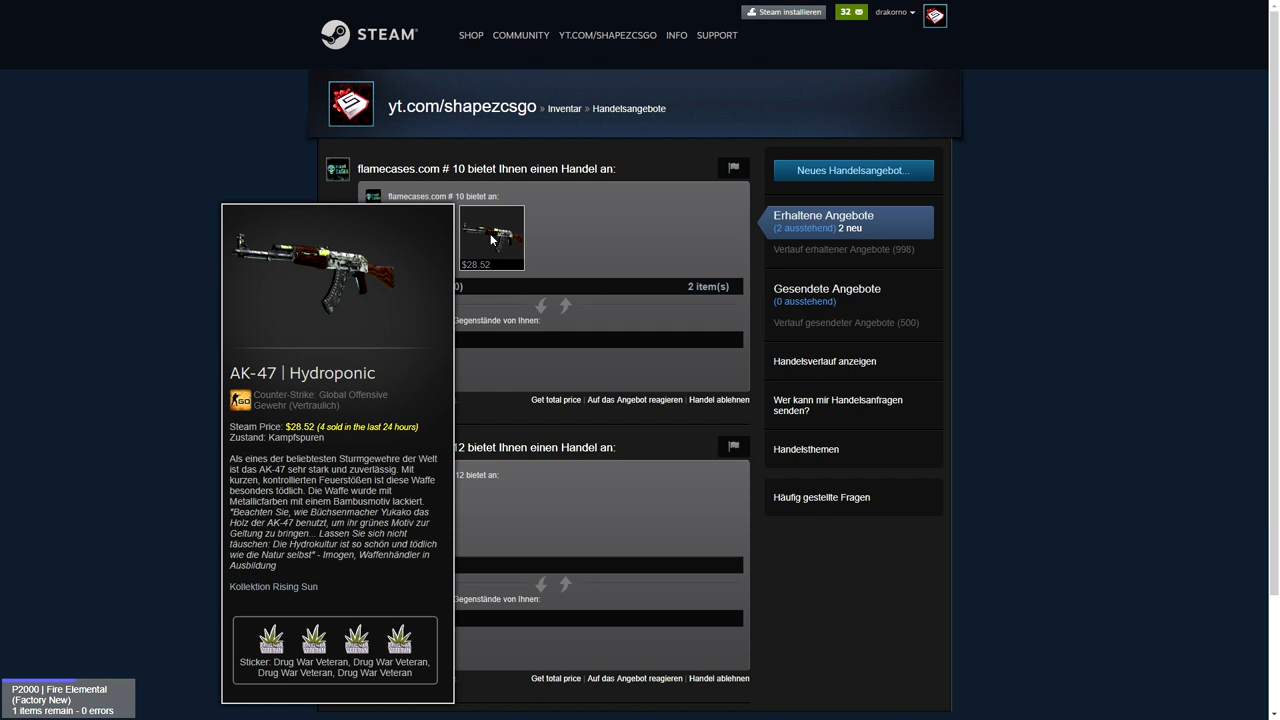 Steam installieren
32
drakorno
STEAM®
SHOP COMMUNITY YT.COM/SHAPEZCSGO INFO SUPPORT
yt.com/shapezcsgo » Inventar » Handelsangebote
flamecases.com # 10 bietet Ihnen einen Handel an:
flamecases.com # 10 bietet an:
$28.52
0) 2 item(s)
Gegenstände von Ihnen:
Get total price | Auf das Angebot reagieren | Handel ablehnen
12 bietet Ihnen einen Handel an:
12 bietet an:
Gegenstände von Ihnen:
Get total price | Auf das Angebot reagieren | Handel ablehnen
AK-47 | Hydroponic
Counter-Strike: Global Offensive
Gewehr (Vertraulich)
Steam Price: $28.52 (4 sold in the last 24 hours)
Zustand: Kampfspuren
Als eines der beliebtesten Sturmgewehre der Welt
ist das AK-47 sehr stark und zuverlässig. Mit
kurzen, kontrollierten Feuerstößen ist diese Waffe
besonders tödlich. Die Waffe wurde mit
Metallicfarben mit einem Bambusmotiv lackiert.
"Beachten Sie, wie Büchsenmacher Yukako das
Holz der AK-47 benutzt, um ihr grünes Motiv zur
Geltung zu bringen... Lassen Sie sich nicht
täuschen: Die Hydrokultur ist so schön und tödlich
wie die Natur selbst" - Imogen, Waffenhändler in
Ausbildung
Kollektion Rising Sun
Sticker: Drug War Veteran, Drug War Veteran,
Drug War Veteran, Drug War Veteran
Neues Handelsangebot...
Erhaltene Angebote
(2 ausstehend) 2 neu
Verlauf erhaltener Angebote (998)
Gesendete Angebote
(0 ausstehend)
Verlauf gesendeter Angebote (500)
Handelsverlauf anzeigen
Wer kann mir Handelsanfragen
senden?
Handelsthemen
Häufig gestellte Fragen
P2000 | Fire Elemental
(Factory New)
1 items remain - 0 errors